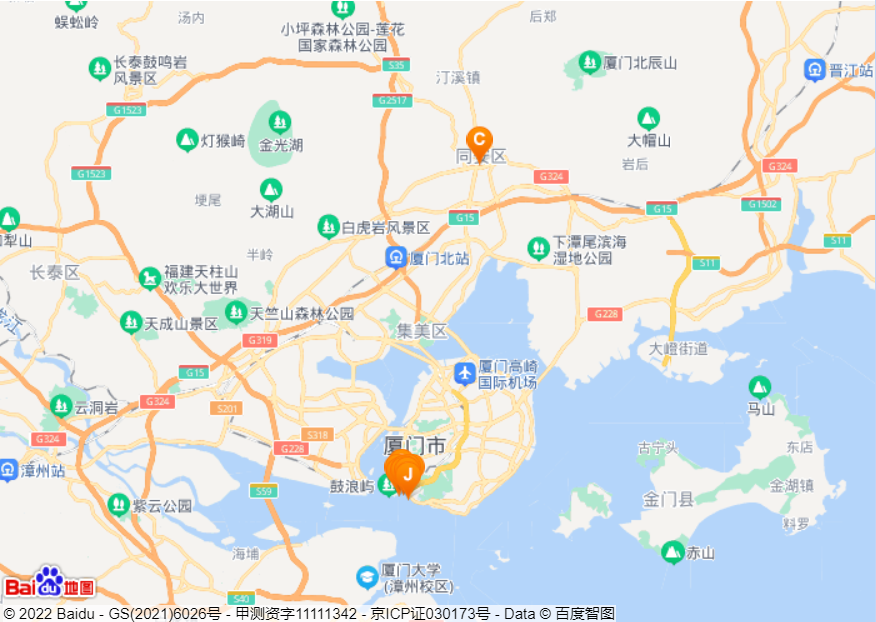 蜈蚣岭
汤内
小坪森林公园-莲花
国家森林公园
后郑
长泰鼓鸣岩
风景区
S35
汀溪镇
厦门北辰山
晋江站
G1523
G2517
灯猴崎
金光湖
C
同安区
大帽山
岩后
G324
G324
G1523
埂尾
大湖山
G15
G15
G1502
犁山
白虎岩风景区
半岭
厦门北站
下潭尾滨海
湿地公园
S11
S11
长泰区
福建天柱山
欢乐大世界
天竺山森林公园
天成山景区
G228
集美区
G319
大嶝街道
G15
厦门高崎
国际机场
马山
云洞岩
G324
S201
G324
S318
G228
厦门市
古宁头
东店
漳州站
S59
鼓浪屿
J
金门县
金湖镇
料罗
紫云公园
海埔
赤山
厦门大学
(漳州校区)
S40
Bai du 地图
© 2022 Baidu - GS(2021)6026号 - 甲测资字11111342 - 京ICP证030173号 - Data © 百度智图